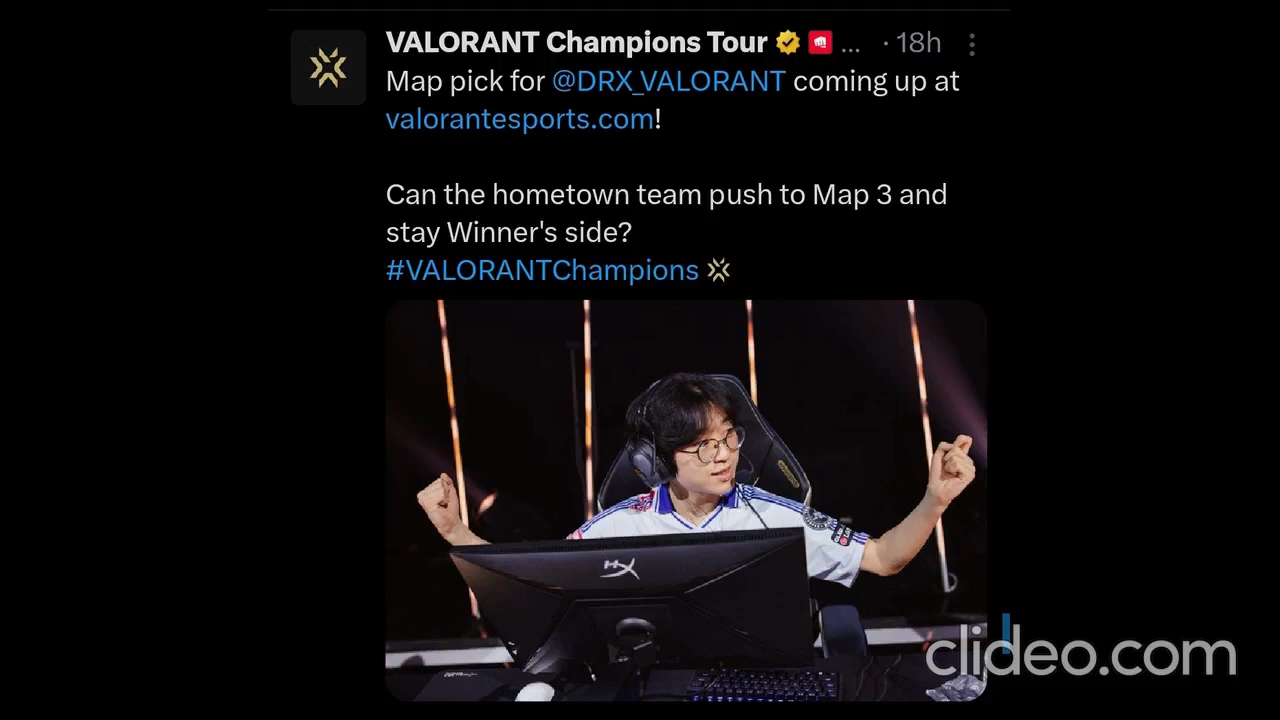 VALORANT Champions Tour ... · 18h
Map pick for @DRX_VALORANT coming up at
valorantesports.com!
Can the hometown team push to Map 3 and
stay Winner's side?
#VALORANTChampions
HX
clideo.com